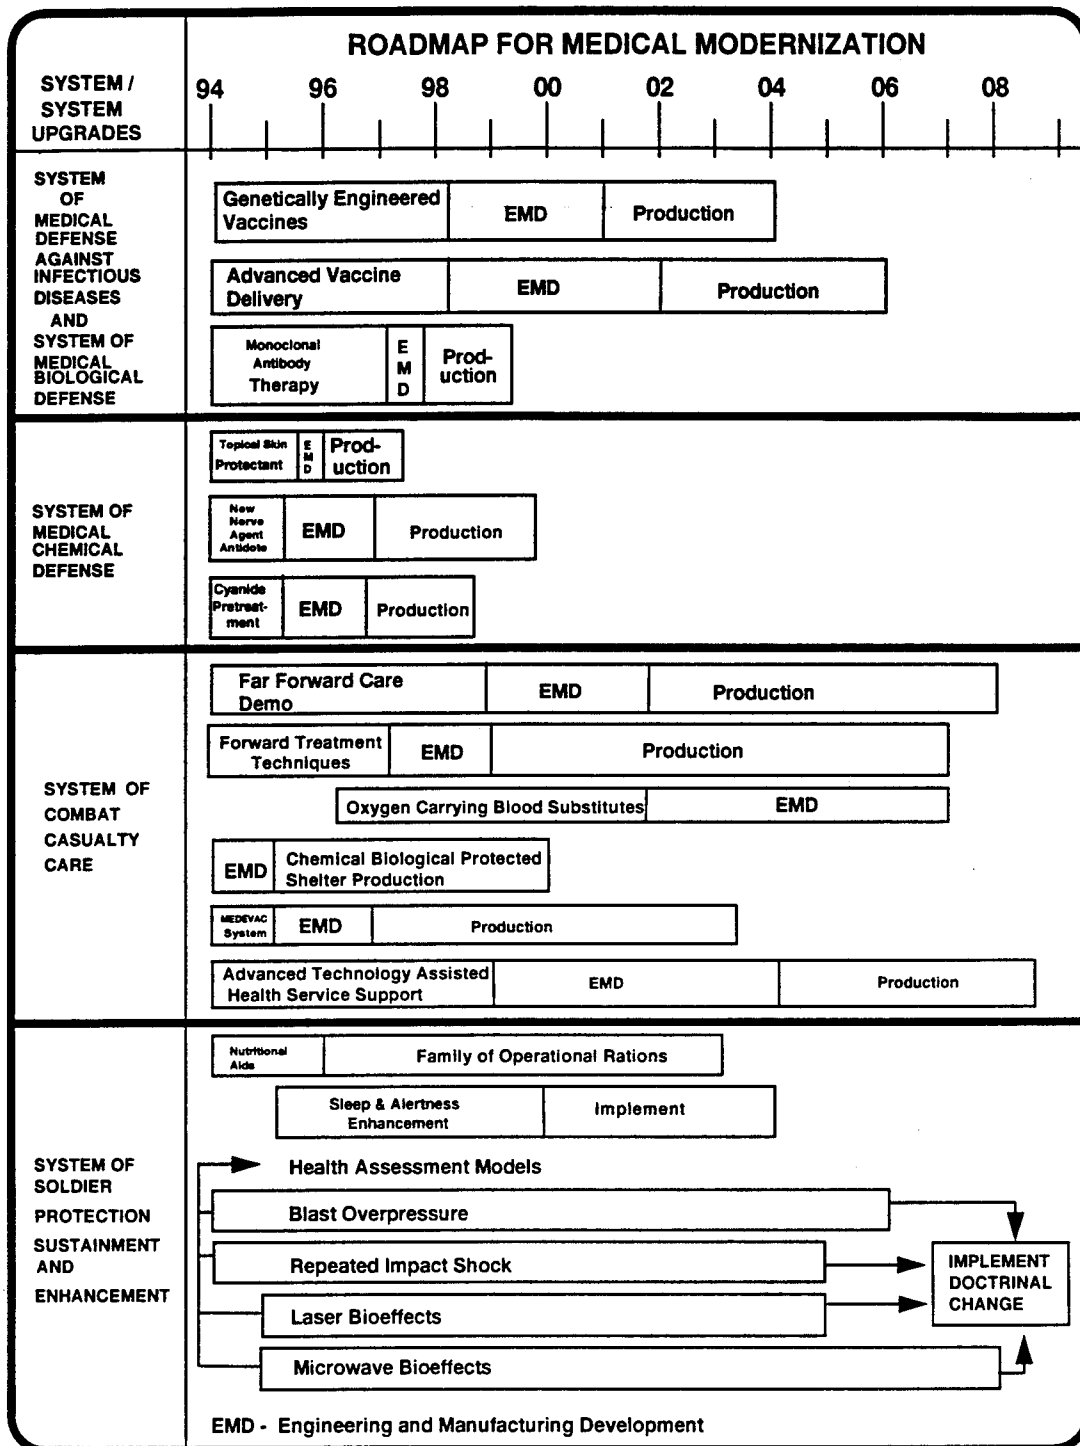 ROADMAP FOR MEDICAL MODERNIZATION
SYSTEM /
SYSTEM
UPGRADES
94 96 98 00 02 04 06 08
SYSTEM
OF
MEDICAL
DEFENSE
AGAINST
INFECTIOUS
DISEASES
AND
SYSTEM OF
MEDICAL
BIOLOGICAL
DEFENSE
Genetically Engineered
Vaccines
EMD
Production
Advanced Vaccine
Delivery
EMD
Production
Monoclonal
Antibody
Therapy
E
M
D
Prod-
uction
SYSTEM OF
MEDICAL
CHEMICAL
DEFENSE
Topical Skin
Protectant
E
M
D
Prod-
uction
New
Nerve
Agent
Antidote
EMD
Production
Cyanide
Pretreat-
ment
EMD
Production
SYSTEM OF
COMBAT
CASUALTY
CARE
Far Forward Care
Demo
EMD
Production
Forward Treatment
Techniques
EMD
Production
Oxygen Carrying Blood Substitutes
EMD
EMD
Chemical Biological Protected
Shelter Production
MEDEVAC
System
EMD
Production
Advanced Technology Assisted
Health Service Support
EMD
Production
SYSTEM OF
SOLDIER
PROTECTION
SUSTAINMENT
AND
ENHANCEMENT
Nutritional
Aids
Family of Operational Rations
Sleep & Alertness
Enhancement
Implement
Health Assessment Models
Blast Overpressure
Repeated Impact Shock
Laser Bioeffects
Microwave Bioeffects
IMPLEMENT
DOCTRINAL
CHANGE
EMD - Engineering and Manufacturing Development